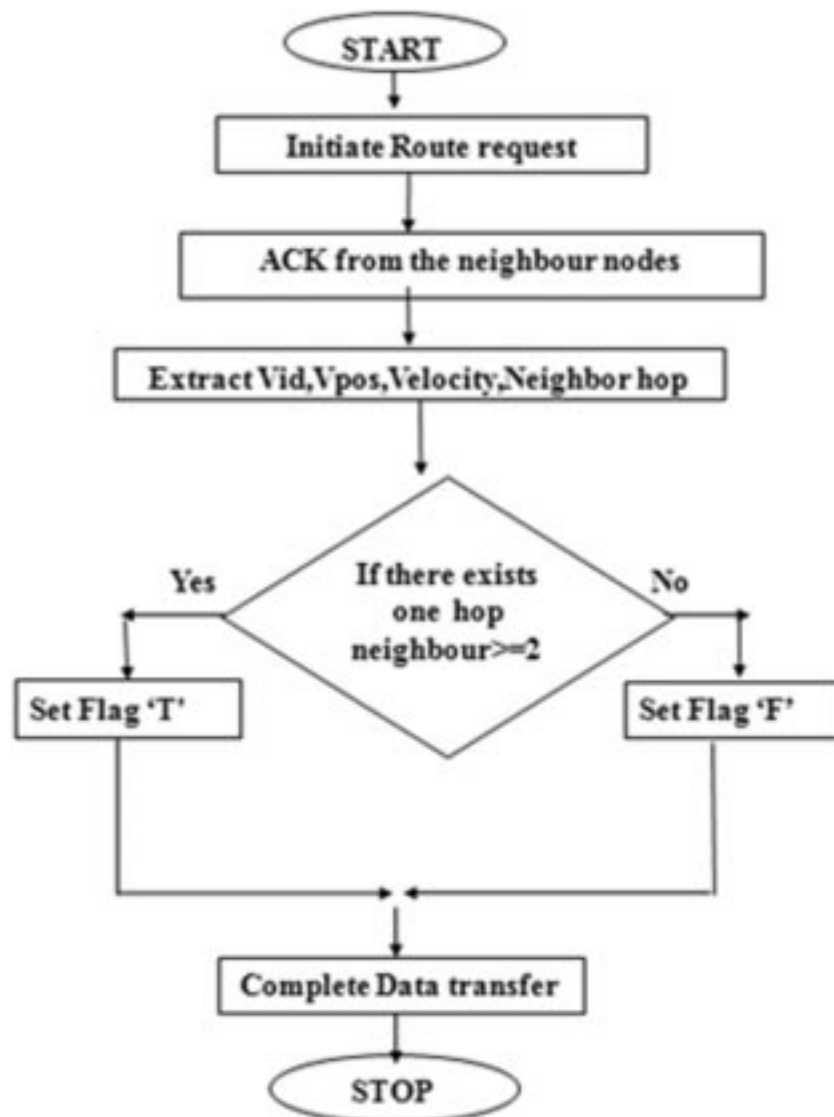 START
Initiate Route request
ACK from the neighbour nodes
Extract Vid,Vpos,Velocity,Neighbor hop
If there exists
one hop
neighbour>=2
Yes
No
Set Flag ‘T’
Set Flag ‘F’
Complete Data transfer
STOP